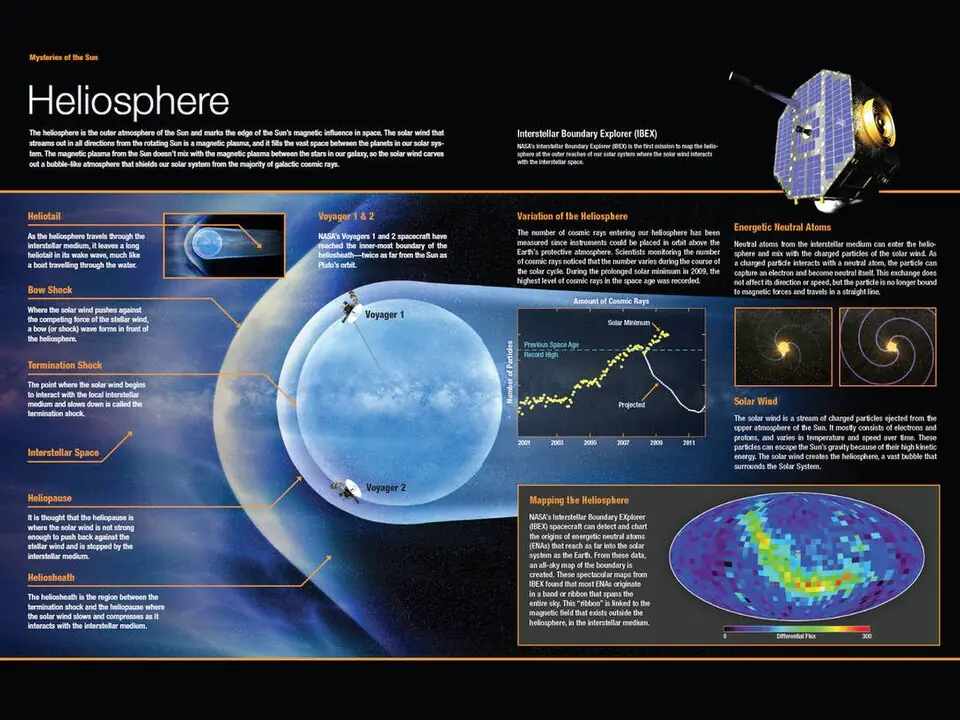 Mysteries of the Sun
Heliosphere
The heliosphere is the outer atmosphere of the Sun and marks the edge of the Sun's magnetic influence in space. The solar wind that
streams out in all directions from the rotating Sun is a magnetic plasma, and it fills the vast space between the planets in our solar sys-
tem. The magnetic plasma from the Sun doesn't mix with the magnetic plasma between the stars in our galaxy, so the solar wind carves
out a bubble-like atmosphere that shields our solar system from the majority of galactic cosmic rays.
Interstellar Boundary Explorer (IBEX)
NASA's Interstellar Boundary Explorer (IBEX) is the first mission to map the helio-
sphere at the outer reaches of our solar system where the solar wind interacts
with the interstellar space.
Heliotail
As the heliosphere travels through the
interstellar medium, it leaves a long
heliotail in its wake wave, much like
a boat travelling through the water.
Bow Shock
Where the solar wind pushes against
the competing force of the stellar wind,
a bow (or shock) wave forms in front of
the heliosphere.
Termination Shock
The point where the solar wind begins
to interact with the local interstellar
medium and slows down is called the
termination shock.
Interstellar Space
Heliopause
It is thought that the heliopause is
where the solar wind is not strong
enough to push back against the
stellar wind and is stopped by the
interstellar medium.
Heliosheath
The heliosheath is the region between the
termination shock and the heliopause where
the solar wind slows and compresses as it
interacts with the interstellar medium.
Voyager 1 & 2
NASA's Voyagers 1 and 2 spacecraft have
reached the inner-most boundary of the
heliosheath—twice as far from the Sun as
Pluto's orbit.
Voyager 1
Voyager 2
Variation of the Heliosphere
The number of cosmic rays entering our heliosphere has been
measured since instruments could be placed in orbit above the
Earth's protective atmosphere. Scientists monitoring the number
of cosmic rays noticed that the number varies during the course of
the solar cycle. During the prolonged solar minimum in 2009, the
highest level of cosmic rays in the space age was recorded.
Amount of Cosmic Rays
Number of Particles
Solar Minimum
Previous Space Age
Record High
Projected
2001 2003 2005 2007 2009 2011
Energetic Neutral Atoms
Neutral atoms from the interstellar medium can enter the helio-
sphere and mix with the charged particles of the solar wind. As
a charged particle interacts with a neutral atom, the particle can
capture an electron and become neutral itself. This exchange does
not affect its direction or speed, but the particle is no longer bound
to magnetic forces and travels in a straight line.
Solar Wind
The solar wind is a stream of charged particles ejected from the
upper atmosphere of the Sun. It mostly consists of electrons and
protons, and varies in temperature and speed over time. These
particles can escape the Sun's gravity because of their high kinetic
energy. The solar wind creates the heliosphere, a vast bubble that
surrounds the Solar System.
Mapping the Heliosphere
NASA's Interstellar Boundary EXplorer
(IBEX) spacecraft can detect and chart
the origins of energetic neutral atoms
(ENAs) that reach as far into the solar
system as the Earth. From these data,
an all-sky map of the boundary is
created. These spectacular maps from
IBEX found that most ENAs originate
in a band or ribbon that spans the
entire sky. This "ribbon" is linked to the
magnetic field that exists outside the
heliosphere, in the interstellar medium.
0 Differential Flux 300